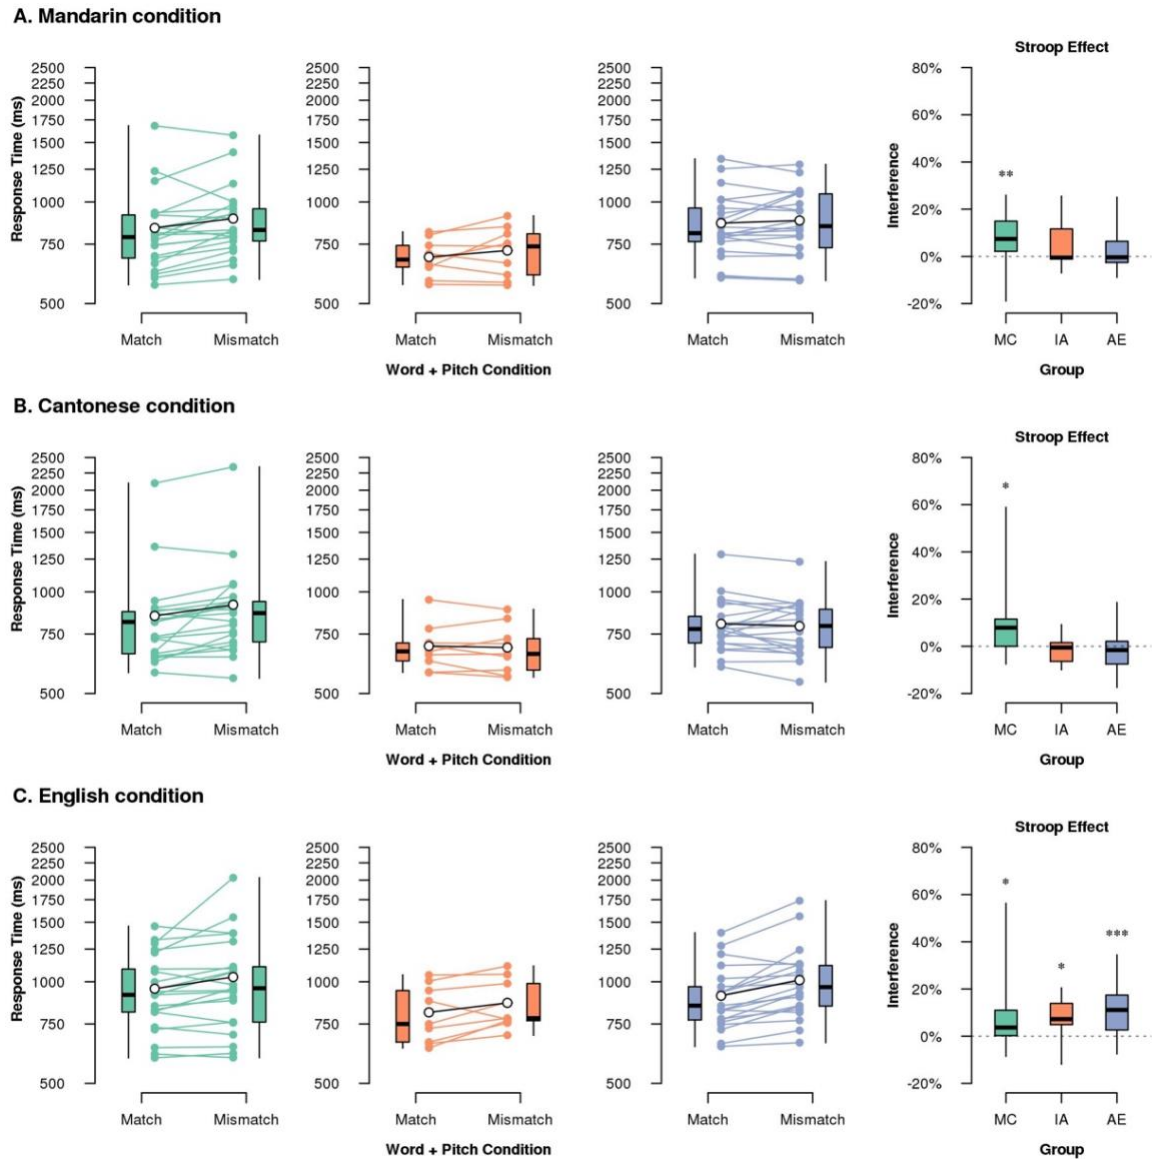 A. Mandarin condition
Stroop Effect
2500 2500 2500 80%
2250 2250 2250
2000 2000 2000
1750 1750 1750 60%
1500 1500 1500
1250 1250 1250 40%
**
1000 1000 1000 20%
750 750 750 0%
500 500 500 -20%
Response Time (ms) Interference
Match Mismatch Match Mismatch Match Mismatch MC IA AE
Word + Pitch Condition Group
B. Cantonese condition
Stroop Effect
2500 2500 2500 80%
2250 2250 2250
2000 2000 2000
*
1750 1750 1750 60%
1500 1500 1500
1250 1250 1250 40%
1000 1000 1000 20%
750 750 750 0%
500 500 500 -20%
Response Time (ms) Interference
Match Mismatch Match Mismatch Match Mismatch MC IA AE
Word + Pitch Condition Group
C. English condition
Stroop Effect
2500 2500 2500 80%
2250 2250 2250
2000 2000 2000
*
1750 1750 1750 60%
1500 1500 1500
***
1250 1250 1250 40%
*
1000 1000 1000 20%
750 750 750 0%
500 500 500 -20%
Response Time (ms) Interference
Match Mismatch Match Mismatch Match Mismatch MC IA AE
Word + Pitch Condition Group